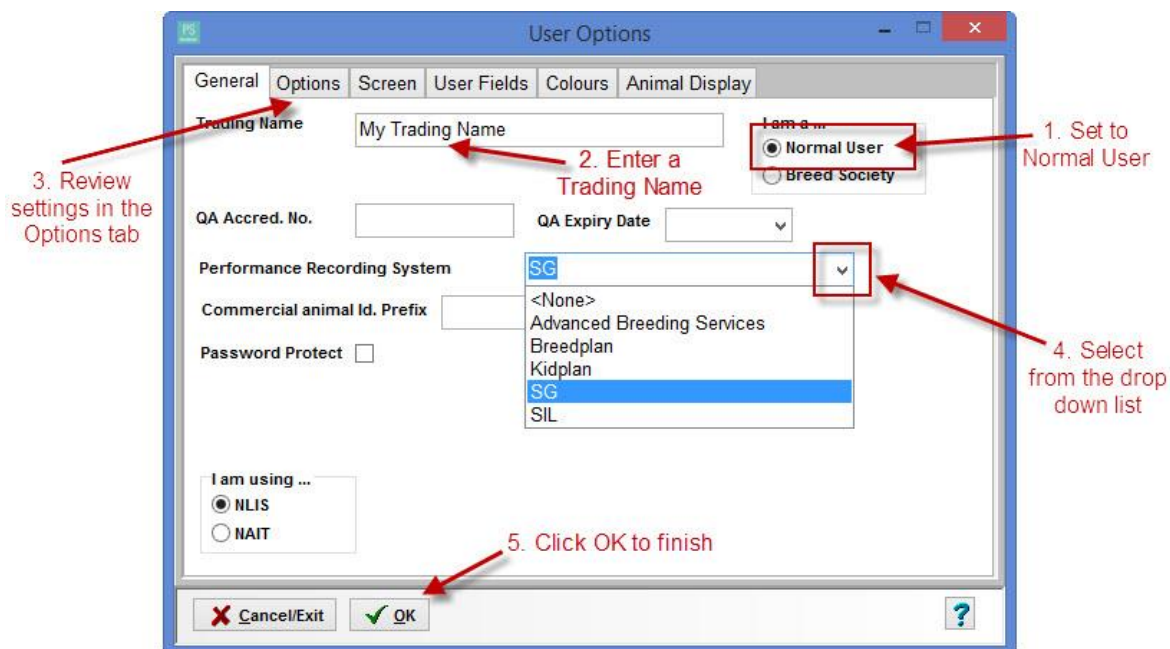 PS
User Options
General Options Screen User Fields Colours Animal Display
Trading Name
My Trading Name
I am a ...
Normal User
Breed Society
1. Set to
Normal User
2. Enter a
Trading Name
3. Review
settings in the
Options tab
QA Accred. No.
QA Expiry Date
Performance Recording System
SG
<None>
Advanced Breeding Services
Breedplan
Kidplan
SG
SIL
Commercial animal Id. Prefix
Password Protect
4. Select
from the drop
down list
I am using ...
NLIS
NAIT
5. Click OK to finish
Cancel/Exit
OK
?